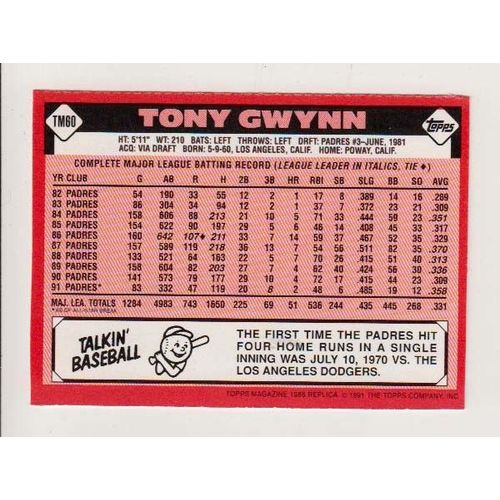 TM60
TONY GWYNN
Topps
HT: 5'11" WT: 210 BATS: LEFT THROWS: LEFT DRFT: PADRES #3-JUNE, 1981
ACQ: VIA DRAFT BORN: 5-9-60, LOS ANGELES, CALIF. HOME: POWAY, CALIF.
COMPLETE MAJOR LEAGUE BATTING RECORD (LEAGUE LEADER IN ITALICS, TIE ♦)
YR CLUB G AB R H 2B 3B HR RBI SB SLG BB SO AVG
82 PADRES 54 190 33 55 12 2 1 17 8 .389 14 16 .289
83 PADRES 86 304 34 94 12 2 1 37 7 .372 23 21 .309
84 PADRES 158 606 88 213 21 10 5 71 33 .444 59 23 .351
85 PADRES 154 622 90 197 29 5 6 46 14 .408 45 33 .317
86 PADRES 160 642 107♦ 211 33 7 14 59 37 .467 52 35 .329
87 PADRES 157 589 119 218 36 13 7 54 56 .511 82 35 .370
88 PADRES 133 521 64 163 22 5 7 70 26 .415 51 40 .313
89 PADRES 158 604 82 203 27 7 4 62 40 .424 56 30 .336
90 PADRES 141 573 79 177 29 10 4 72 17 .415 44 23 .309
91 PADRES* 83 332 47 119 20 8 2 46 6 .485 19 12 .358
MAJ. LEA. TOTALS 1284 4983 743 1650 225 69 51 536 244 .435 445 268 .331
*AS OF ALL-STAR BREAK
TALKIN' BASEBALL
THE FIRST TIME THE PADRES HIT
FOUR HOME RUNS IN A SINGLE
INNING WAS JULY 10, 1970 VS. THE
LOS ANGELES DODGERS.
TOPPS MAGAZINE 1986 REPLICA. © 1991 THE TOPPS COMPANY, INC.